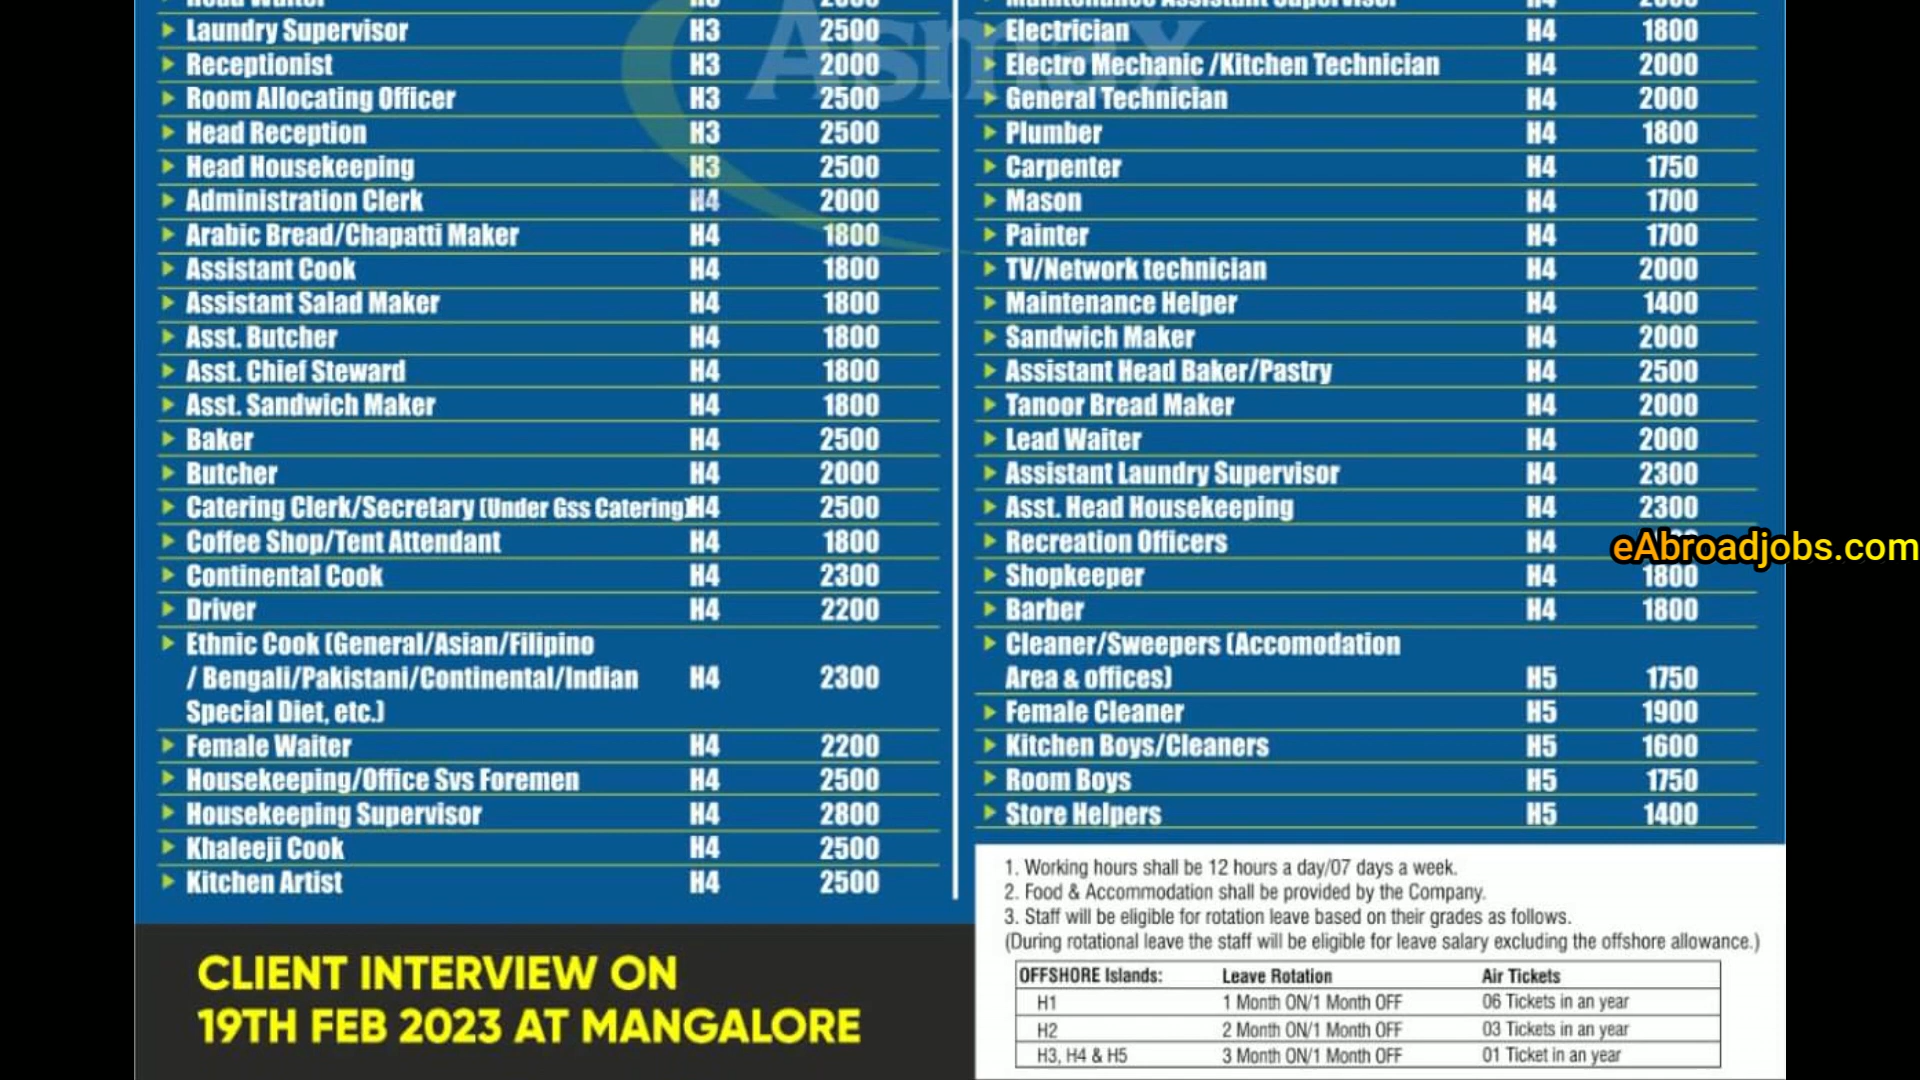 Head Waiter H3
Laundry Supervisor H3 2500
Receptionist H3 2000
Room Allocating Officer H3 2500
Head Reception H3 2500
Head Housekeeping H3 2500
Administration Clerk H4 2000
Arabic Bread/Chapatti Maker H4 1800
Assistant Cook H4 1800
Assistant Salad Maker H4 1800
Asst. Butcher H4 1800
Asst. Chief Steward H4 1800
Asst. Sandwich Maker H4 1800
Baker H4 2500
Butcher H4 2000
Catering Clerk/Secretary (Under Gss Catering) H4 2500
Coffee Shop/Tent Attendant H4 1800
Continental Cook H4 2300
Driver H4 2200
Ethnic Cook (General/Asian/Filipino
/ Bengali/Pakistani/Continental/Indian H4 2300
Special Diet, etc.)
Female Waiter H4 2200
Housekeeping/Office Svs Foremen H4 2500
Housekeeping Supervisor H4 2800
Khaleeji Cook H4 2500
Kitchen Artist H4 2500
CLIENT INTERVIEW ON
19TH FEB 2023 AT MANGALORE
Maintenance Assistant Supervisor H4
Electrician H4 1800
Electro Mechanic /Kitchen Technician H4 2000
General Technician H4 2000
Plumber H4 1800
Carpenter H4 1750
Mason H4 1700
Painter H4 1700
TV/Network technician H4 2000
Maintenance Helper H4 1400
Sandwich Maker H4 2000
Assistant Head Baker/Pastry H4 2500
Tanoor Bread Maker H4 2000
Lead Waiter H4 2000
Assistant Laundry Supervisor H4 2300
Asst. Head Housekeeping H4 2300
Recreation Officers H4
Shopkeeper H4 1800
Barber H4 1800
Cleaner/Sweepers (Accomodation
Area & offices) H5 1750
Female Cleaner H5 1900
Kitchen Boys/Cleaners H5 1600
Room Boys H5 1750
Store Helpers H5 1400
1. Working hours shall be 12 hours a day/07 days a week.
2. Food & Accommodation shall be provided by the Company.
3. Staff will be eligible for rotation leave based on their grades as follows.
(During rotational leave the staff will be eligible for leave salary excluding the offshore allowance.)
OFFSHORE Islands: Leave Rotation Air Tickets
H1 1 Month ON/1 Month OFF 06 Tickets in an year
H2 2 Month ON/1 Month OFF 03 Tickets in an year
H3, H4 & H5 3 Month ON/1 Month OFF 01 Ticket in an year
Asmax
eAbroadjobs.com